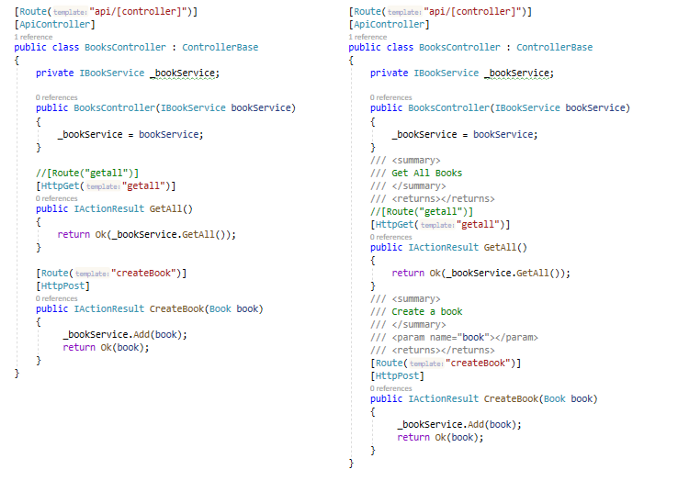 [Route(template:"api/[controller]")]
[ApiController]
1 reference
public class BooksController : ControllerBase
{
private IBookService _bookService;
0 references
public BooksController(IBookService bookService)
{
_bookService = bookService;
}
//[Route("getall")]
[HttpGet(template:"getall")]
0 references
public IActionResult GetAll()
{
return Ok(_bookService.GetAll());
}
[Route(template:"createBook")]
[HttpPost]
0 references
public IActionResult CreateBook(Book book)
{
_bookService.Add(book);
return Ok(book);
}
}
[Route(template:"api/[controller]")]
[ApiController]
1 reference
public class BooksController : ControllerBase
{
private IBookService _bookService;
0 references
public BooksController(IBookService bookService)
{
_bookService = bookService;
}
/// <summary>
/// Get All Books
/// </summary>
/// <returns></returns>
//[Route("getall")]
[HttpGet(template:"getall")]
0 references
public IActionResult GetAll()
{
return Ok(_bookService.GetAll());
}
/// <summary>
/// Create a book
/// </summary>
/// <param name="book"></param>
/// <returns></returns>
[Route(template:"createBook")]
[HttpPost]
0 references
public IActionResult CreateBook(Book book)
{
_bookService.Add(book);
return Ok(book);
}
}